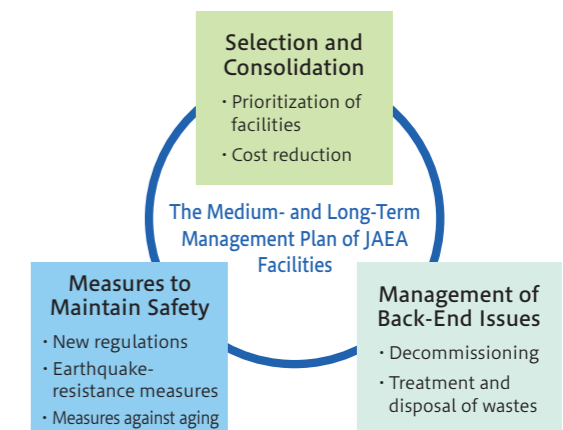 Selection and
Consolidation
・Prioritization of
facilities
・Cost reduction
The Medium- and Long-Term
Management Plan of JAEA
Facilities
Measures to
Maintain Safety
・New regulations
・Earthquake-
resistance measures
・Measures against aging
Management of
Back-End Issues
・Decommissioning
・Treatment and
disposal of wastes